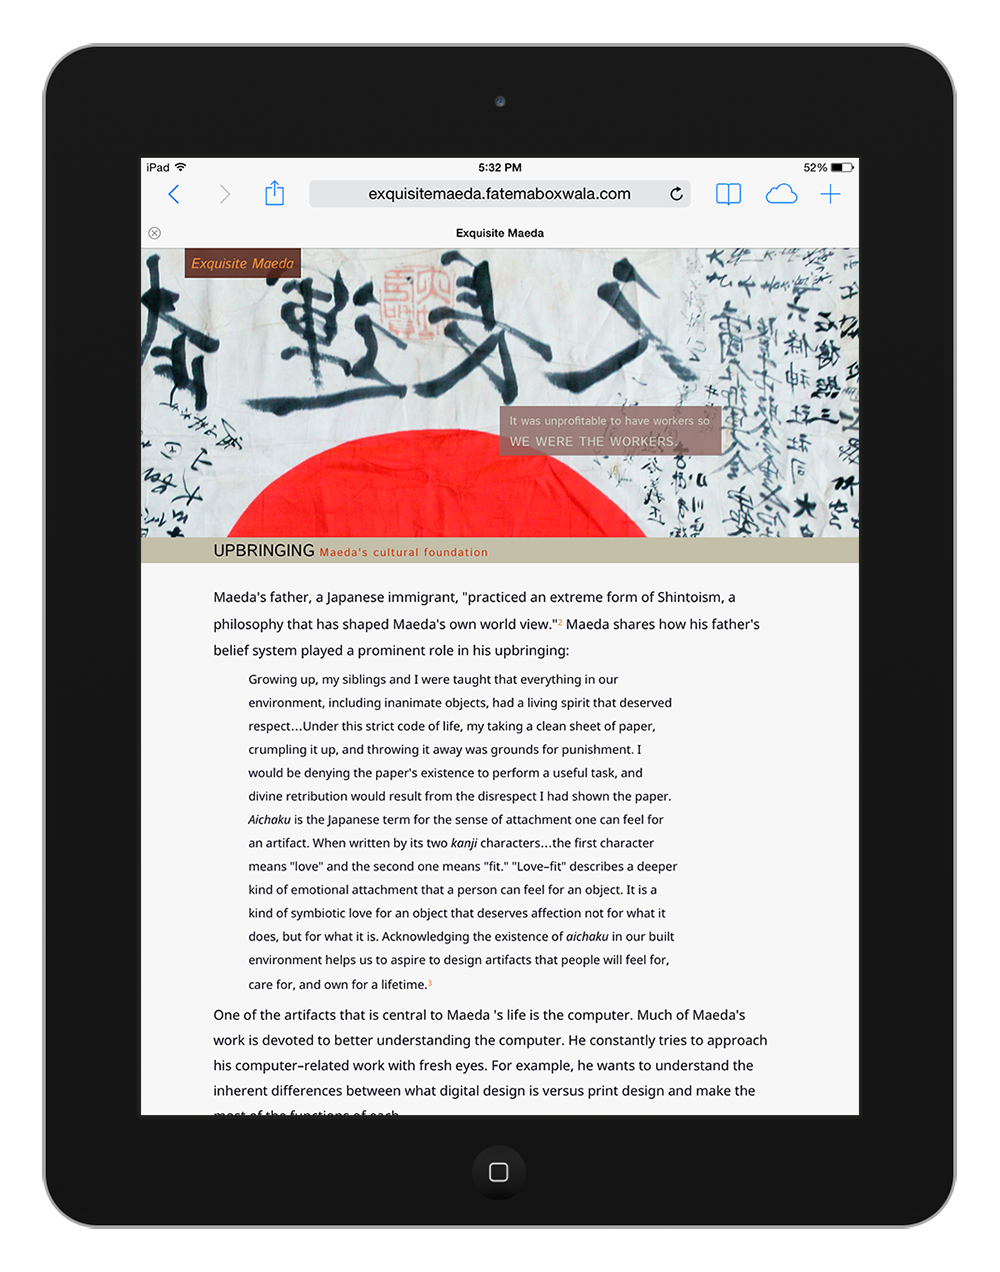 iPad
5:32 PM
52%
exquisitemaeda.fatemaboxwala.com
Exquisite Maeda
Exquisite Maeda
武運長久
It was unprofitable to have workers so
WE WERE THE WORKERS.
UPBRINGING Maeda's cultural foundation
Maeda's father, a Japanese immigrant, "practiced an extreme form of Shintoism, a
philosophy that has shaped Maeda's own world view."2 Maeda shares how his father's
belief system played a prominent role in his upbringing:
Growing up, my siblings and I were taught that everything in our
environment, including inanimate objects, had a living spirit that deserved
respect...Under this strict code of life, my taking a clean sheet of paper,
crumpling it up, and throwing it away was grounds for punishment. I
would be denying the paper's existence to perform a useful task, and
divine retribution would result from the disrespect I had shown the paper.
Aichaku is the Japanese term for the sense of attachment one can feel for
an artifact. When written by its two kanji characters...the first character
means "love" and the second one means "fit." "Love–fit" describes a deeper
kind of emotional attachment that a person can feel for an object. It is a
kind of symbiotic love for an object that deserves affection not for what it
does, but for what it is. Acknowledging the existence of aichaku in our built
environment helps us to aspire to design artifacts that people will feel for,
care for, and own for a lifetime.3
One of the artifacts that is central to Maeda 's life is the computer. Much of Maeda's
work is devoted to better understanding the computer. He constantly tries to approach
his computer–related work with fresh eyes. For example, he wants to understand the
inherent differences between what digital design is versus print design and make the
most of the functions of each.